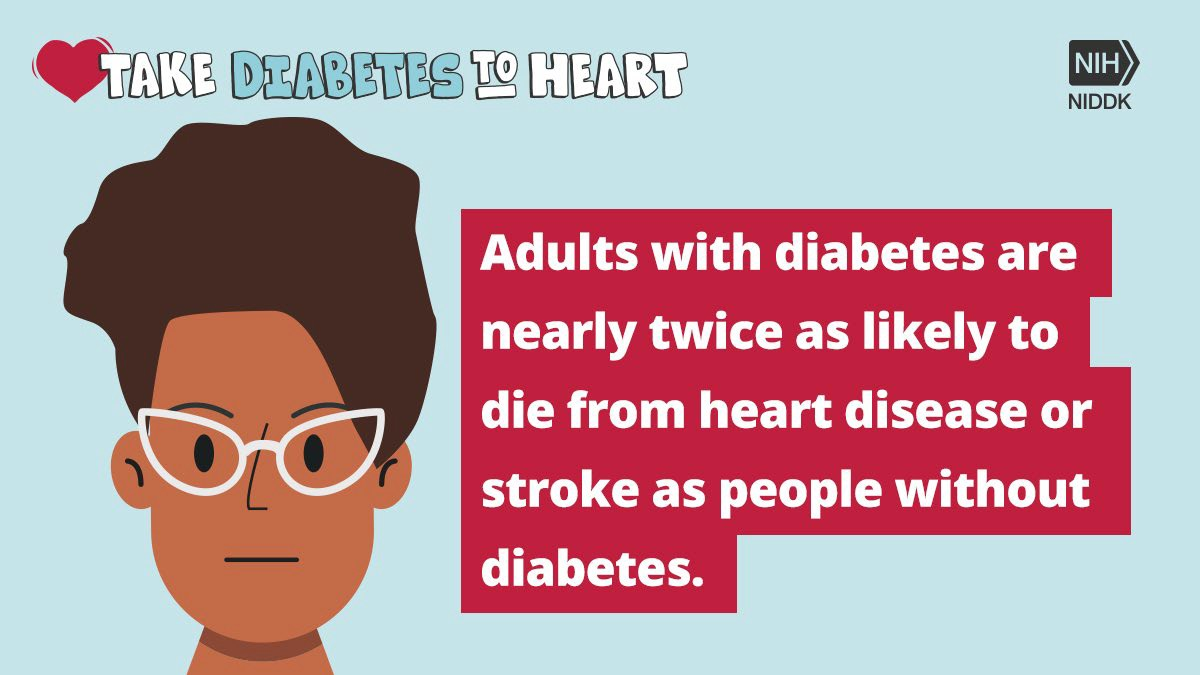 TAKE DIABETES TO HEART
NIH
NIDDK
Adults with diabetes are
nearly twice as likely to
die from heart disease or
stroke as people without
diabetes.